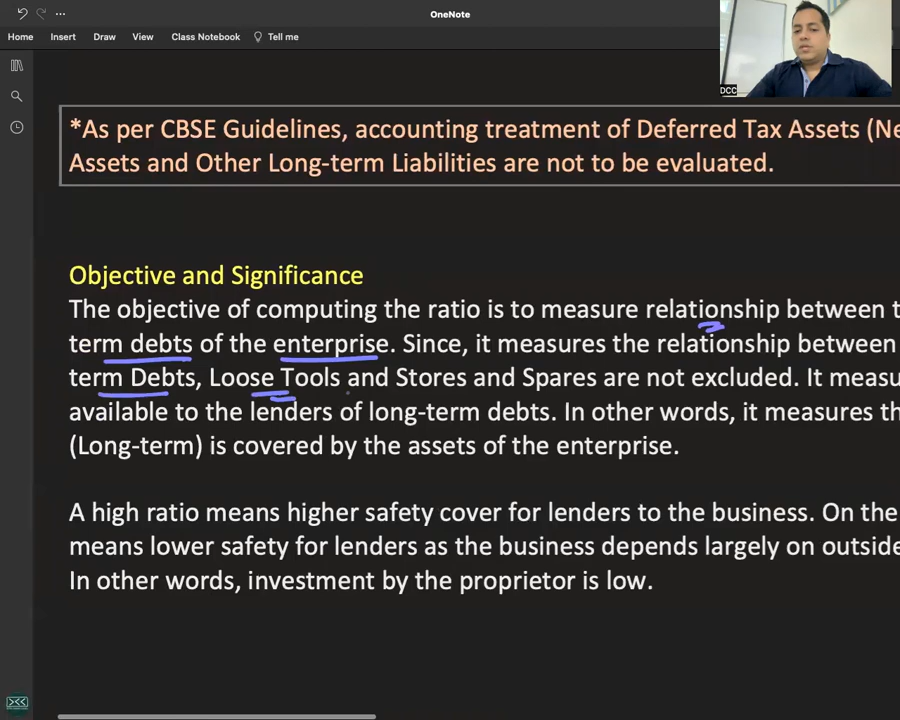 OneNote
Home Insert Draw View Class Notebook Tell me
DCC
*As per CBSE Guidelines, accounting treatment of Deferred Tax Assets (Ne
Assets and Other Long-term Liabilities are not to be evaluated.
Objective and Significance
The objective of computing the ratio is to measure relationship between t
term debts of the enterprise. Since, it measures the relationship between
term Debts, Loose Tools and Stores and Spares are not excluded. It measu
available to the lenders of long-term debts. In other words, it measures th
(Long-term) is covered by the assets of the enterprise.
A high ratio means higher safety cover for lenders to the business. On the
means lower safety for lenders as the business depends largely on outside
In other words, investment by the proprietor is low.